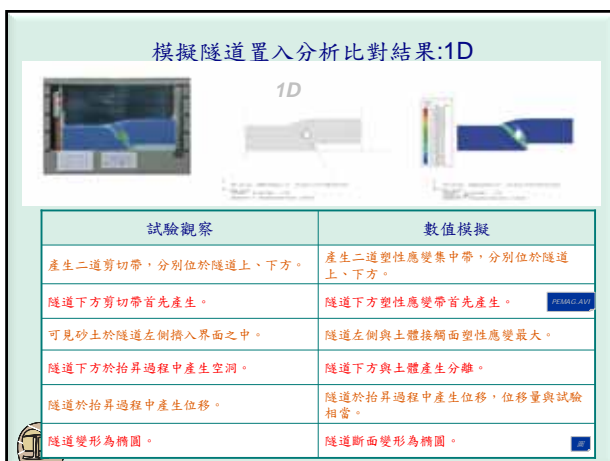 模擬隧道置入分析比對結果:1D
1D
試驗觀察
數值模擬
產生二道剪切帶，分別位於隧道上、下方。
產生二道塑性應變集中帶，分別位於隧道
上、下方。
隧道下方剪切帶首先產生。
隧道下方塑性應變帶首先產生。
PEMAG.AVI
可見砂土於隧道左側擠入界面之中。
隧道左側與土體接觸面塑性應變最大。
隧道下方於抬昇過程中產生空洞。
隧道下方與土體產生分離。
隧道於抬昇過程中產生位移。
隧道於抬昇過程中產生位移，位移量與試驗
相當。
隧道變形為橢圓。
隧道斷面變形為橢圓。